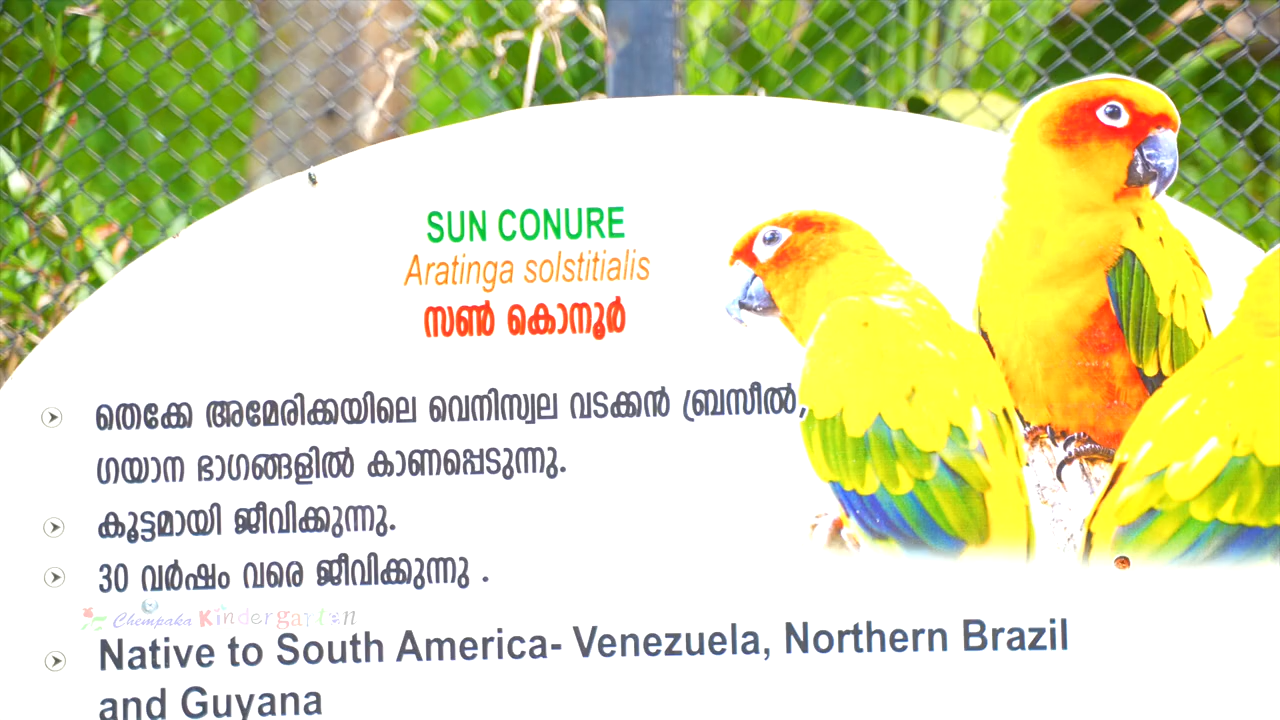 SUN CONURE
Aratinga solstitialis
സൺ കൊനൂർ
തെക്കേ അമേരിക്കയിലെ വെനിസ്വല വടക്കൻ ബ്രസീൽ,
ഗയാന ഭാഗങ്ങളിൽ കാണപ്പെടുന്നു.
കൂട്ടമായി ജീവിക്കുന്നു.
30 വർഷം വരെ ജീവിക്കുന്നു .
Chempaka Kindergarten
Native to South America- Venezuela, Northern Brazil
and Guyana